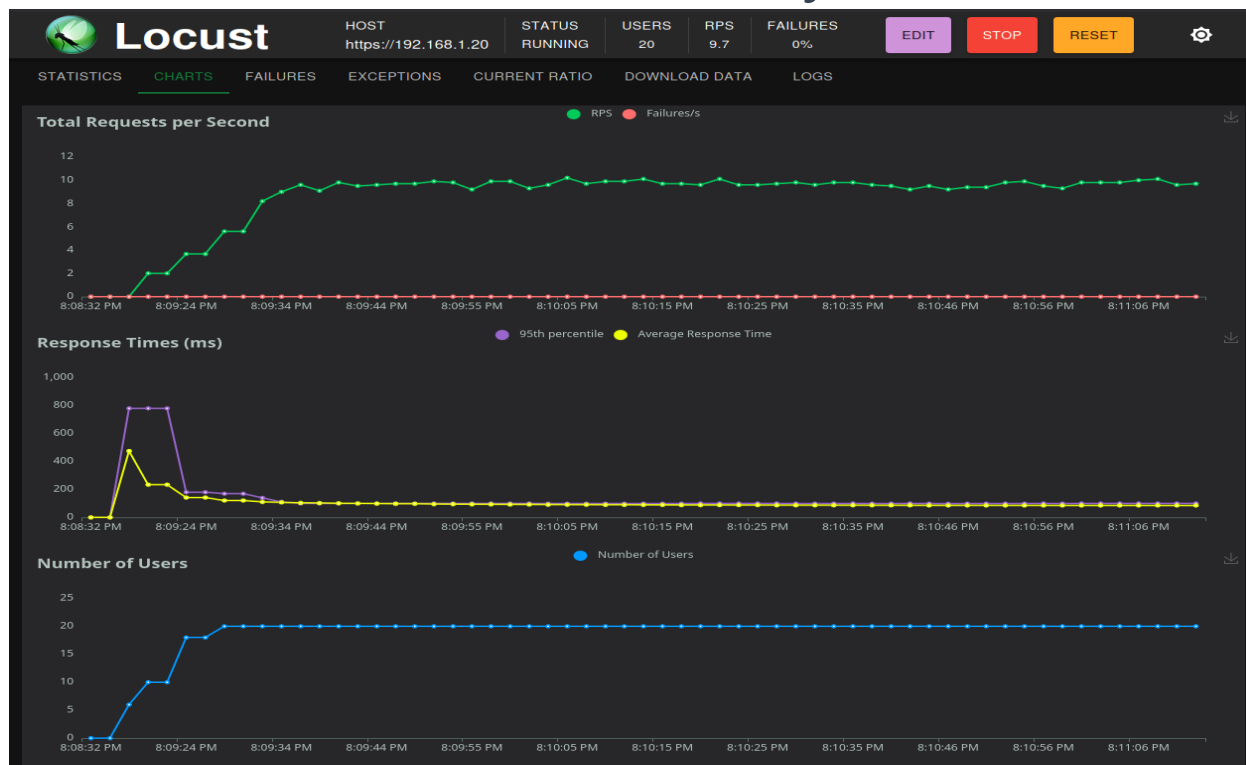 Locust
HOST
https://192.168.1.20
STATUS
RUNNING
USERS
20
RPS
9.7
FAILURES
0%
EDIT
STOP
RESET
STATISTICS CHARTS FAILURES EXCEPTIONS CURRENT RATIO DOWNLOAD DATA LOGS
Total Requests per Second
RPS Failures/s
12
10
8
6
4
2
0
8:08:32 PM 8:09:24 PM 8:09:34 PM 8:09:44 PM 8:09:55 PM 8:10:05 PM 8:10:15 PM 8:10:25 PM 8:10:35 PM 8:10:46 PM 8:10:56 PM 8:11:06 PM
Response Times (ms)
95th percentile Average Response Time
1,000
800
600
400
200
0
8:08:32 PM 8:09:24 PM 8:09:34 PM 8:09:44 PM 8:09:55 PM 8:10:05 PM 8:10:15 PM 8:10:25 PM 8:10:35 PM 8:10:46 PM 8:10:56 PM 8:11:06 PM
Number of Users
Number of Users
25
20
15
10
5
0
8:08:32 PM 8:09:24 PM 8:09:34 PM 8:09:44 PM 8:09:55 PM 8:10:05 PM 8:10:15 PM 8:10:25 PM 8:10:35 PM 8:10:46 PM 8:10:56 PM 8:11:06 PM